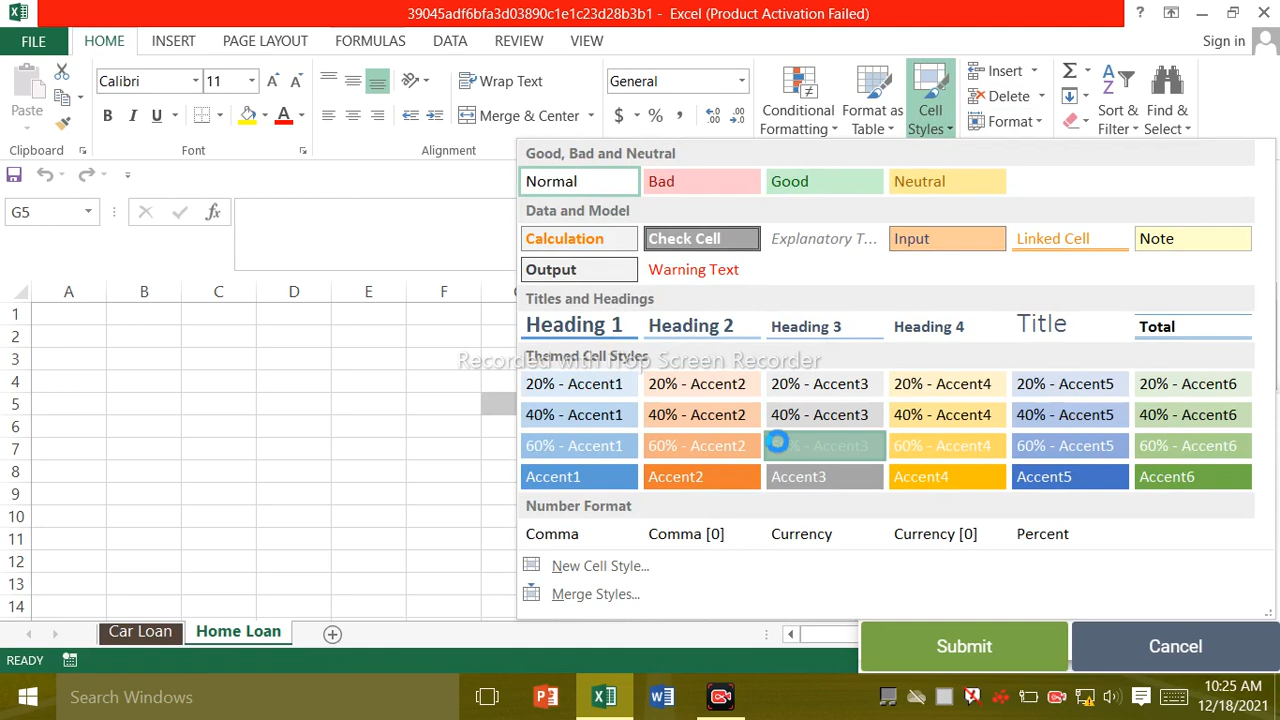 39045adf6bfa3d03890c1e1c23d28b3b1 - Excel (Product Activation Failed)
FILE HOME INSERT PAGE LAYOUT FORMULAS DATA REVIEW VIEW Sign in
Paste
Calibri 11
B I U
Wrap Text
Merge & Center
General
$ % ,
Conditional Formatting
Format as Table
Cell Styles
Insert
Delete
Format
Sort & Filter
Find & Select
Clipboard Font Alignment
G5
fx
Good, Bad and Neutral
Normal Bad Good Neutral
Data and Model
Calculation Check Cell Explanatory T... Input Linked Cell Note
Output Warning Text
Titles and Headings
Heading 1 Heading 2 Heading 3 Heading 4 Title Total
Themed Cell Styles
Recorded with iTop Screen Recorder
20% - Accent1 20% - Accent2 20% - Accent3 20% - Accent4 20% - Accent5 20% - Accent6
40% - Accent1 40% - Accent2 40% - Accent3 40% - Accent4 40% - Accent5 40% - Accent6
60% - Accent1 60% - Accent2 - Accent3 60% - Accent4 60% - Accent5 60% - Accent6
Accent1 Accent2 Accent3 Accent4 Accent5 Accent6
Number Format
Comma Comma [0] Currency Currency [0] Percent
New Cell Style...
Merge Styles...
A B C D E F
1
2
3
4
5
6
7
8
9
10
11
12
13
14
Car Loan Home Loan
READY
Submit Cancel
Search Windows
10:25 AM
12/18/2021